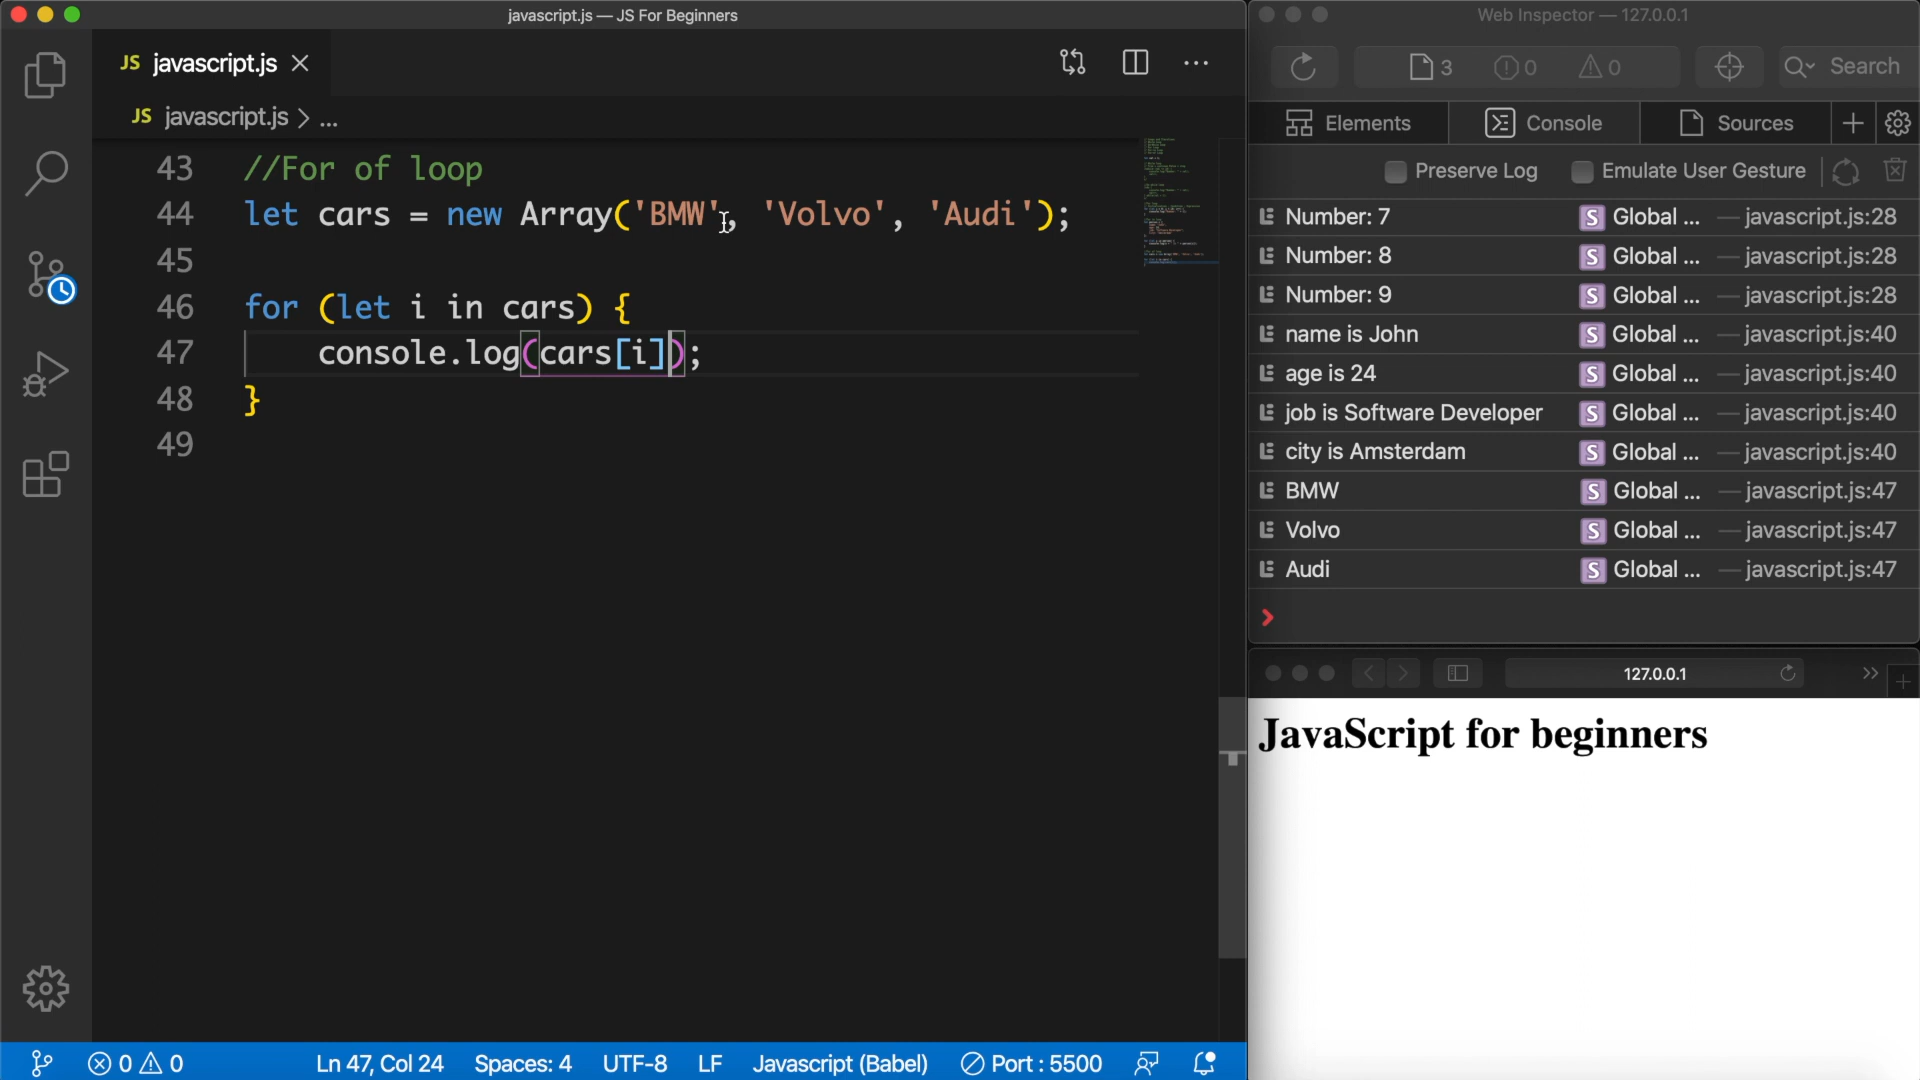 javascript.js — JS For Beginners
JS javascript.js
JS javascript.js > ...
43 //For of loop
44 let cars = new Array('BMW', 'Volvo', 'Audi');
45
46 for (let i in cars) {
47 console.log(cars[i]);
48 }
49
0 0 Ln 47, Col 24 Spaces: 4 UTF-8 LF Javascript (Babel) Port : 5500
Web Inspector — 127.0.0.1
3 0 0 Search
Elements Console Sources
Preserve Log Emulate User Gesture
Number: 7 S Global ... — javascript.js:28
Number: 8 S Global ... — javascript.js:28
Number: 9 S Global ... — javascript.js:28
name is John S Global ... — javascript.js:40
age is 24 S Global ... — javascript.js:40
job is Software Developer S Global ... — javascript.js:40
city is Amsterdam S Global ... — javascript.js:40
BMW S Global ... — javascript.js:47
Volvo S Global ... — javascript.js:47
Audi S Global ... — javascript.js:47
127.0.0.1
JavaScript for beginners